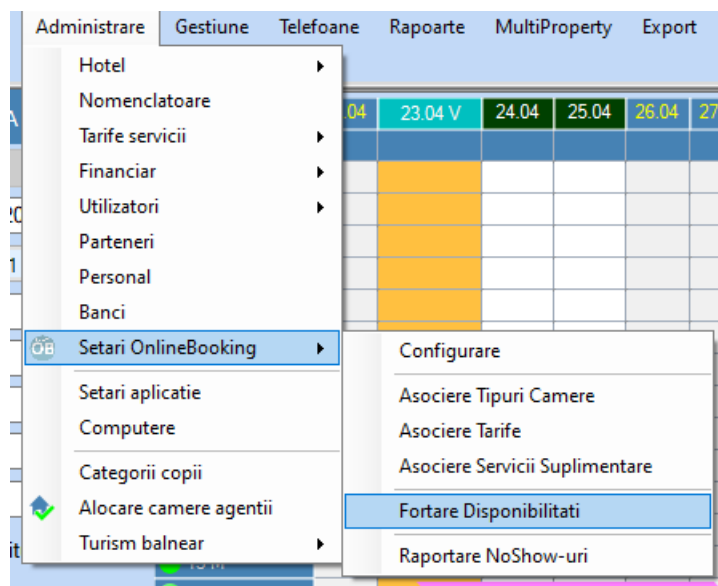 Administrare Gestiune Telefoane Rapoarte MultiProperty Export
Hotel
Nomenclatoare
.04 23.04 V 24.04 25.04 26.04 27
Tarife servicii
Financiar
Utilizatori
Parteneri
Personal
Banci
OB Setari OnlineBooking
Configurare
Setari aplicatie
Asociere Tipuri Camere
Computere
Asociere Tarife
Categorii copii
Asociere Servicii Suplimentare
Alocare camere agentii
Fortare Disponibilitati
Turism balnear
Raportare NoShow-uri